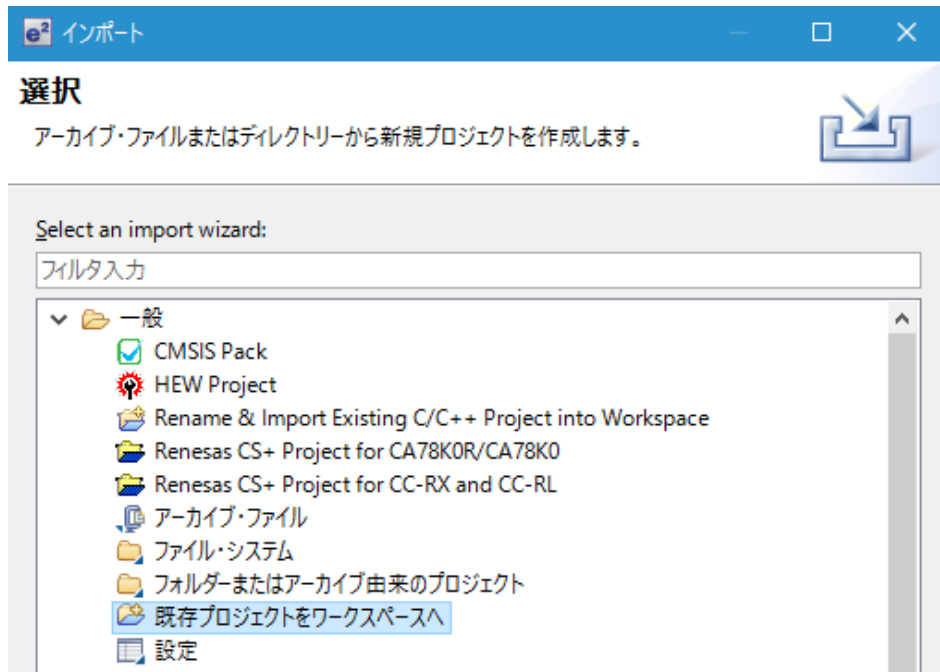 e² インポート
選択
アーカイブ・ファイルまたはディレクトリーから新規プロジェクトを作成します。
Select an import wizard:
フィルタ入力
一般
CMSIS Pack
HEW Project
Rename & Import Existing C/C++ Project into Workspace
Renesas CS+ Project for CA78K0R/CA78K0
Renesas CS+ Project for CC-RX and CC-RL
アーカイブ・ファイル
ファイル・システム
フォルダーまたはアーカイブ由来のプロジェクト
既存プロジェクトをワークスペースへ
設定